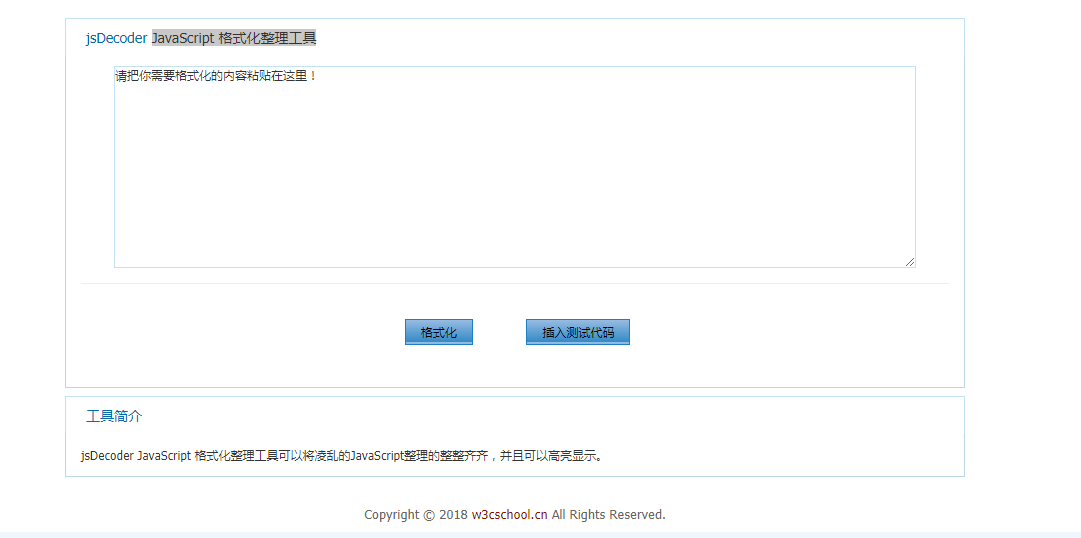 jsDecoder JavaScript 格式化整理工具
请把你需要格式化的内容粘贴在这里！
格式化 插入测试代码
工具简介
jsDecoder JavaScript 格式化整理工具可以将凌乱的JavaScript整理的整整齐齐，并且可以高亮显示。
Copyright © 2018 w3cschool.cn All Rights Reserved.